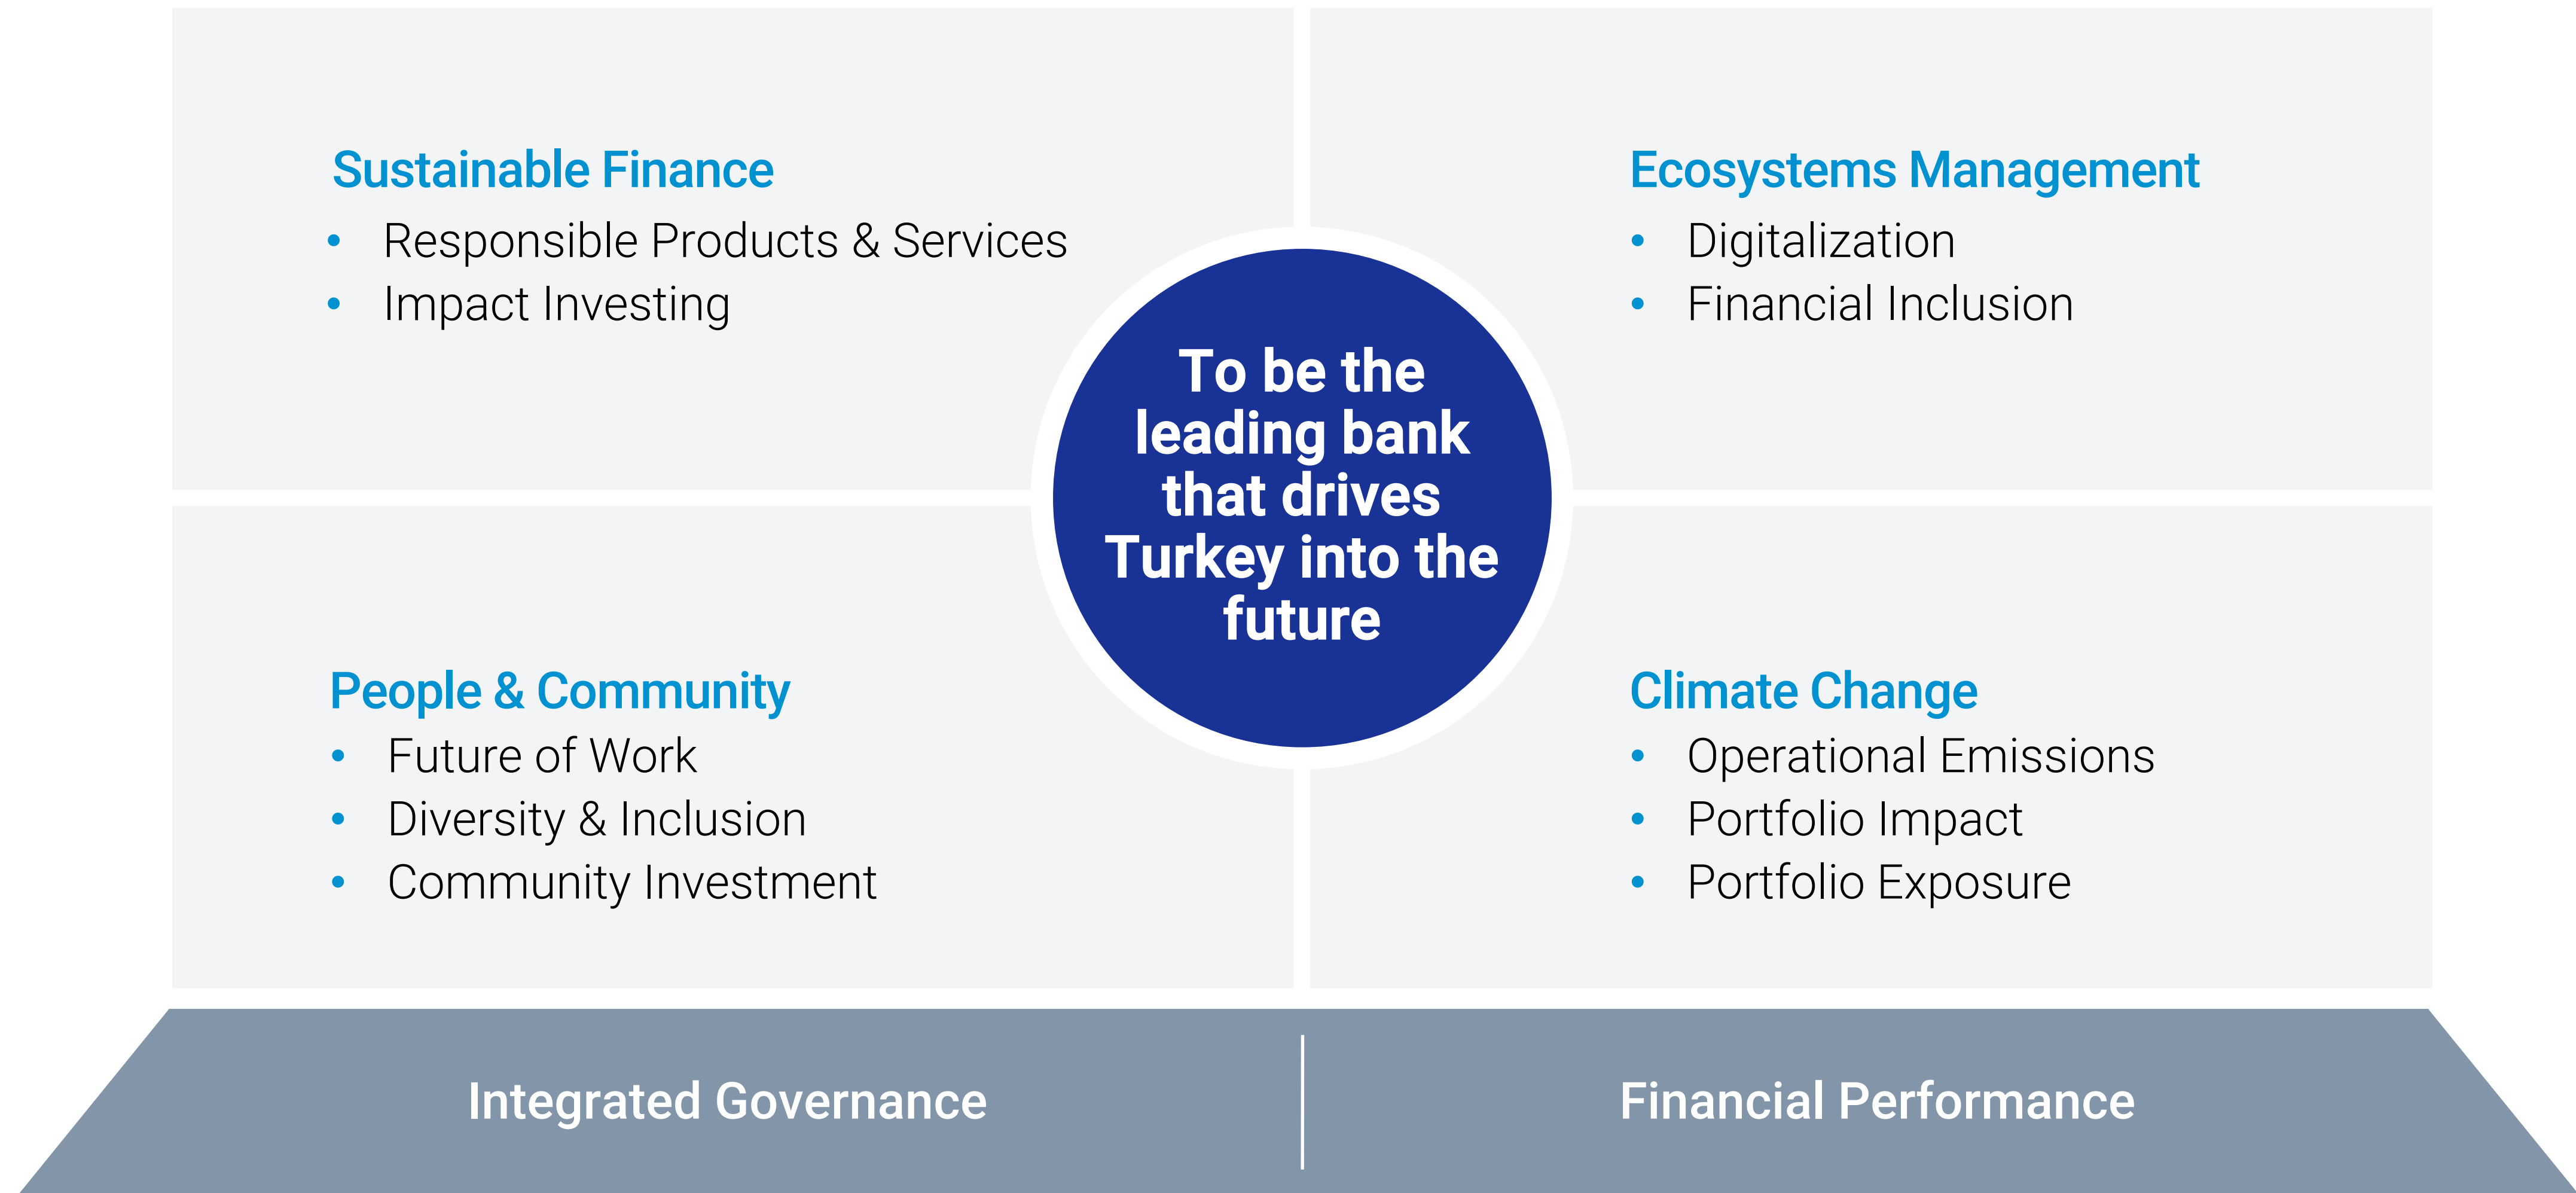 Sustainable Finance
• Responsible Products & Services
• Impact Investing
Ecosystems Management
• Digitalization
• Financial Inclusion
To be the
leading bank
that drives
Turkey into the
future
People & Community
• Future of Work
• Diversity & Inclusion
• Community Investment
Climate Change
• Operational Emissions
• Portfolio Impact
• Portfolio Exposure
Integrated Governance
Financial Performance